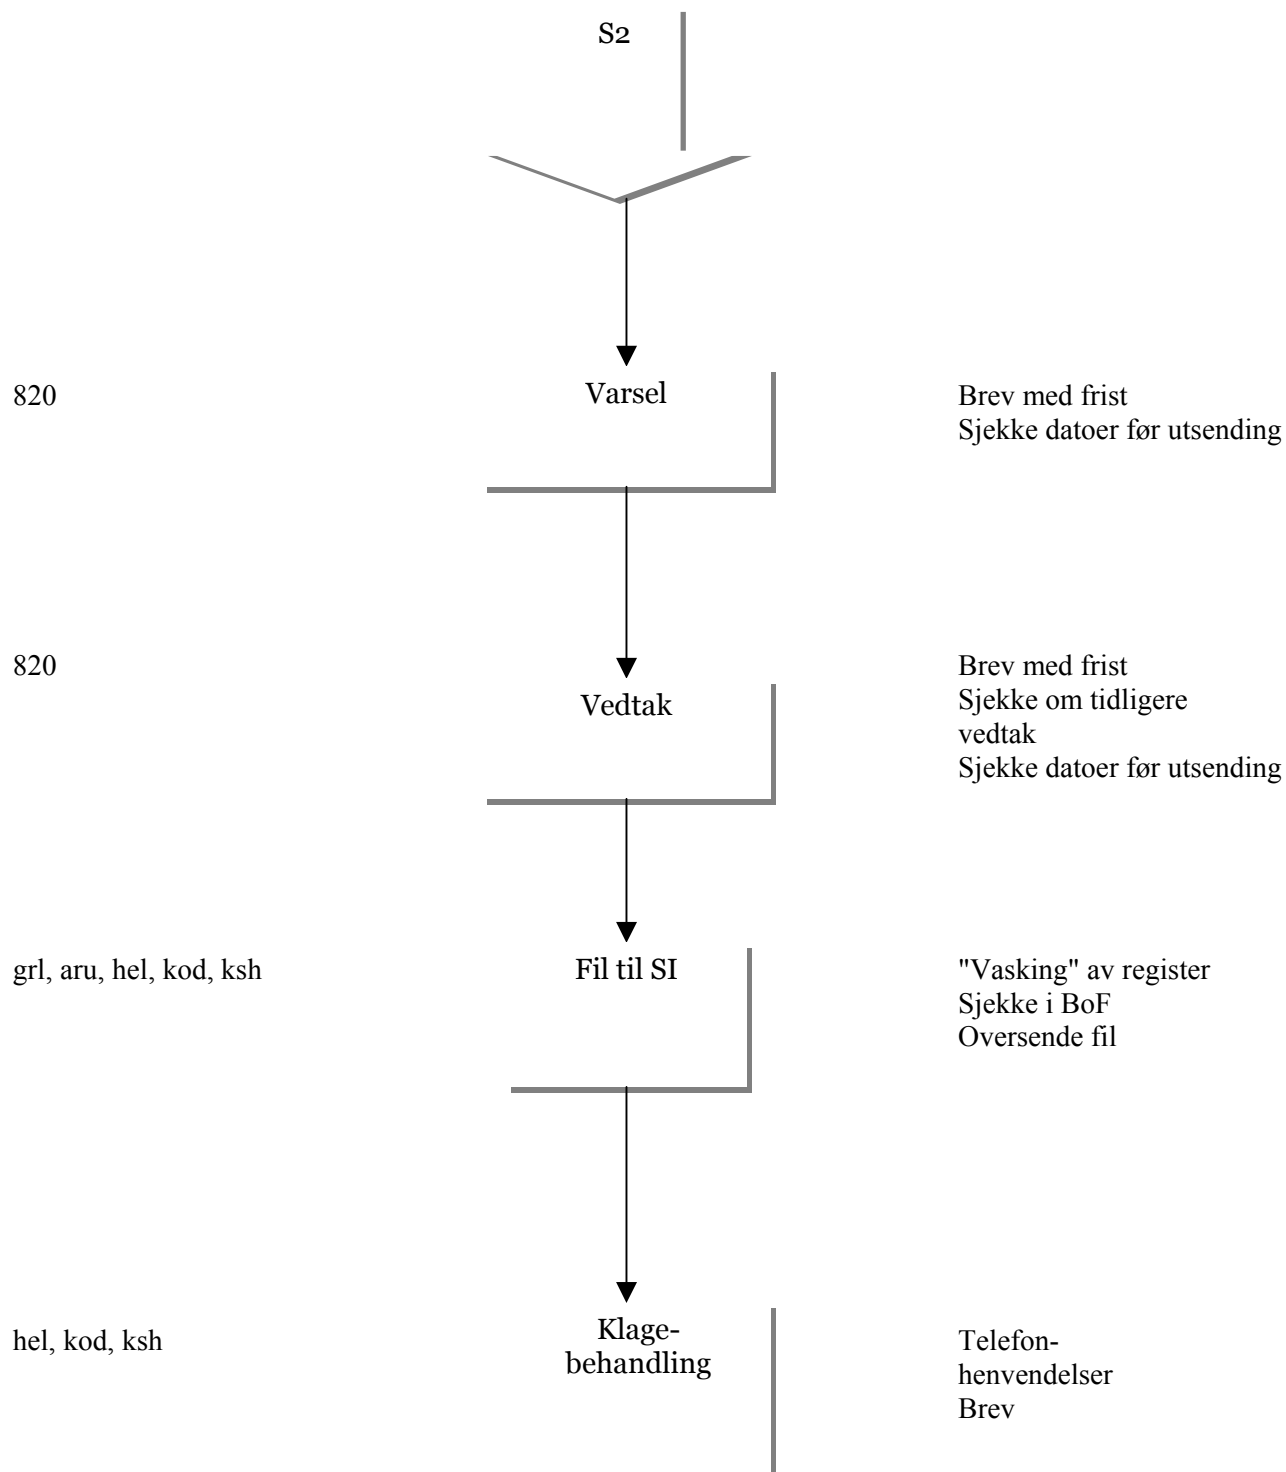 S2
820
Varsel
Brev med frist
Sjekke datoer før utsending
820
Vedtak
Brev med frist
Sjekke om tidligere
vedtak
Sjekke datoer før utsending
grl, aru, hel, kod, ksh
Fil til SI
"Vasking" av register
Sjekke i BoF
Oversende fil
hel, kod, ksh
Klage-
behandling
Telefon-
henvendelser
Brev